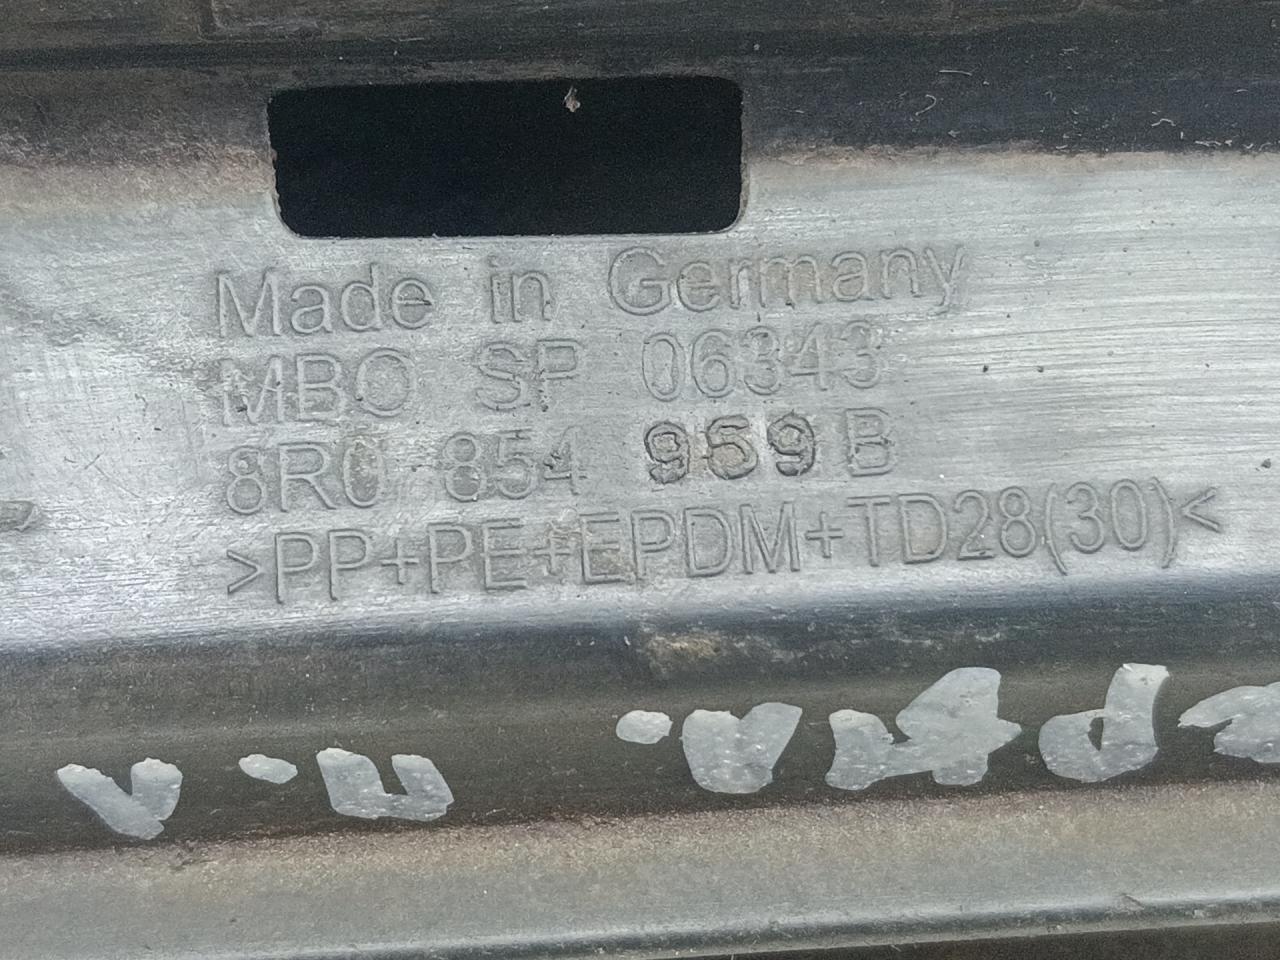 Made in Germany
MBO SP 06343
8R0 854 959 B
>PP+PE+EPDM+TD28(30)<